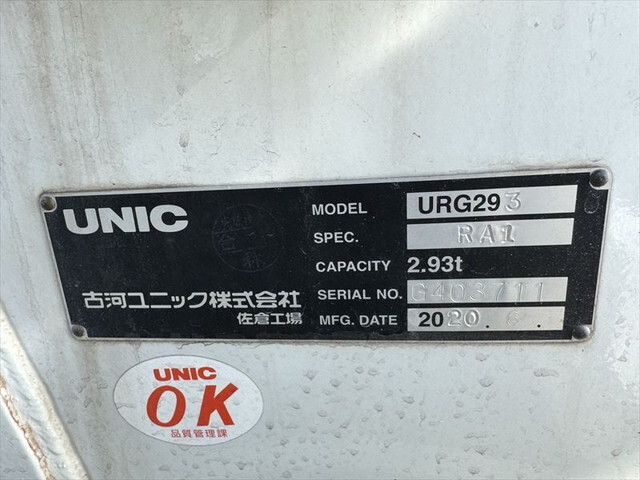 UNIC
MODEL URG293
SPEC. RA1
CAPACITY 2.93t
SERIAL NO. G403711
MFG. DATE 2020.
古河ユニック株式会社
佐倉工場
UNIC
OK
品質管理課